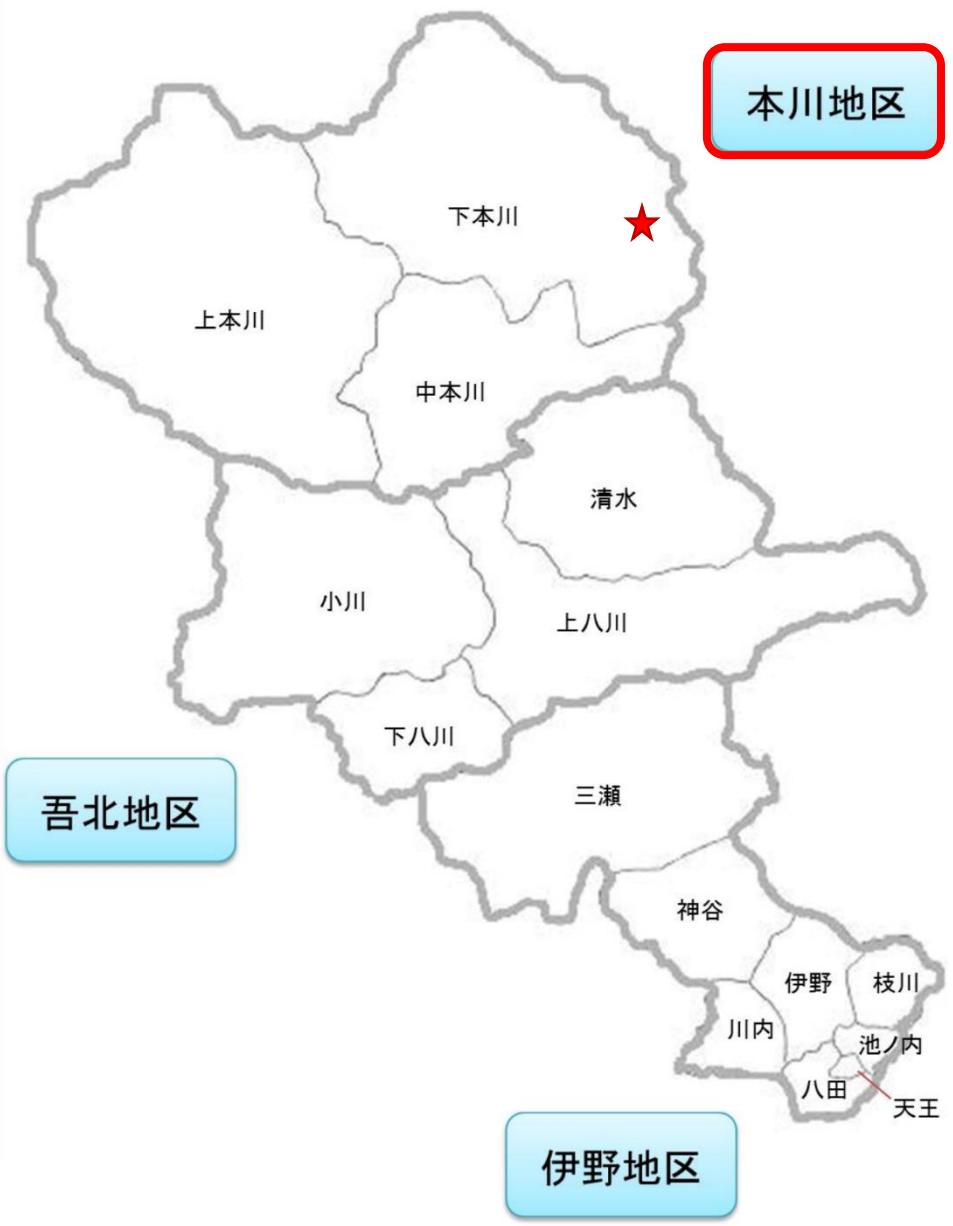 本川地区
下本川
上本川
中本川
清水
小川
上八川
下八川
吾北地区
三瀬
神谷
伊野
枝川
川内
池ノ内
八田
天王
伊野地区